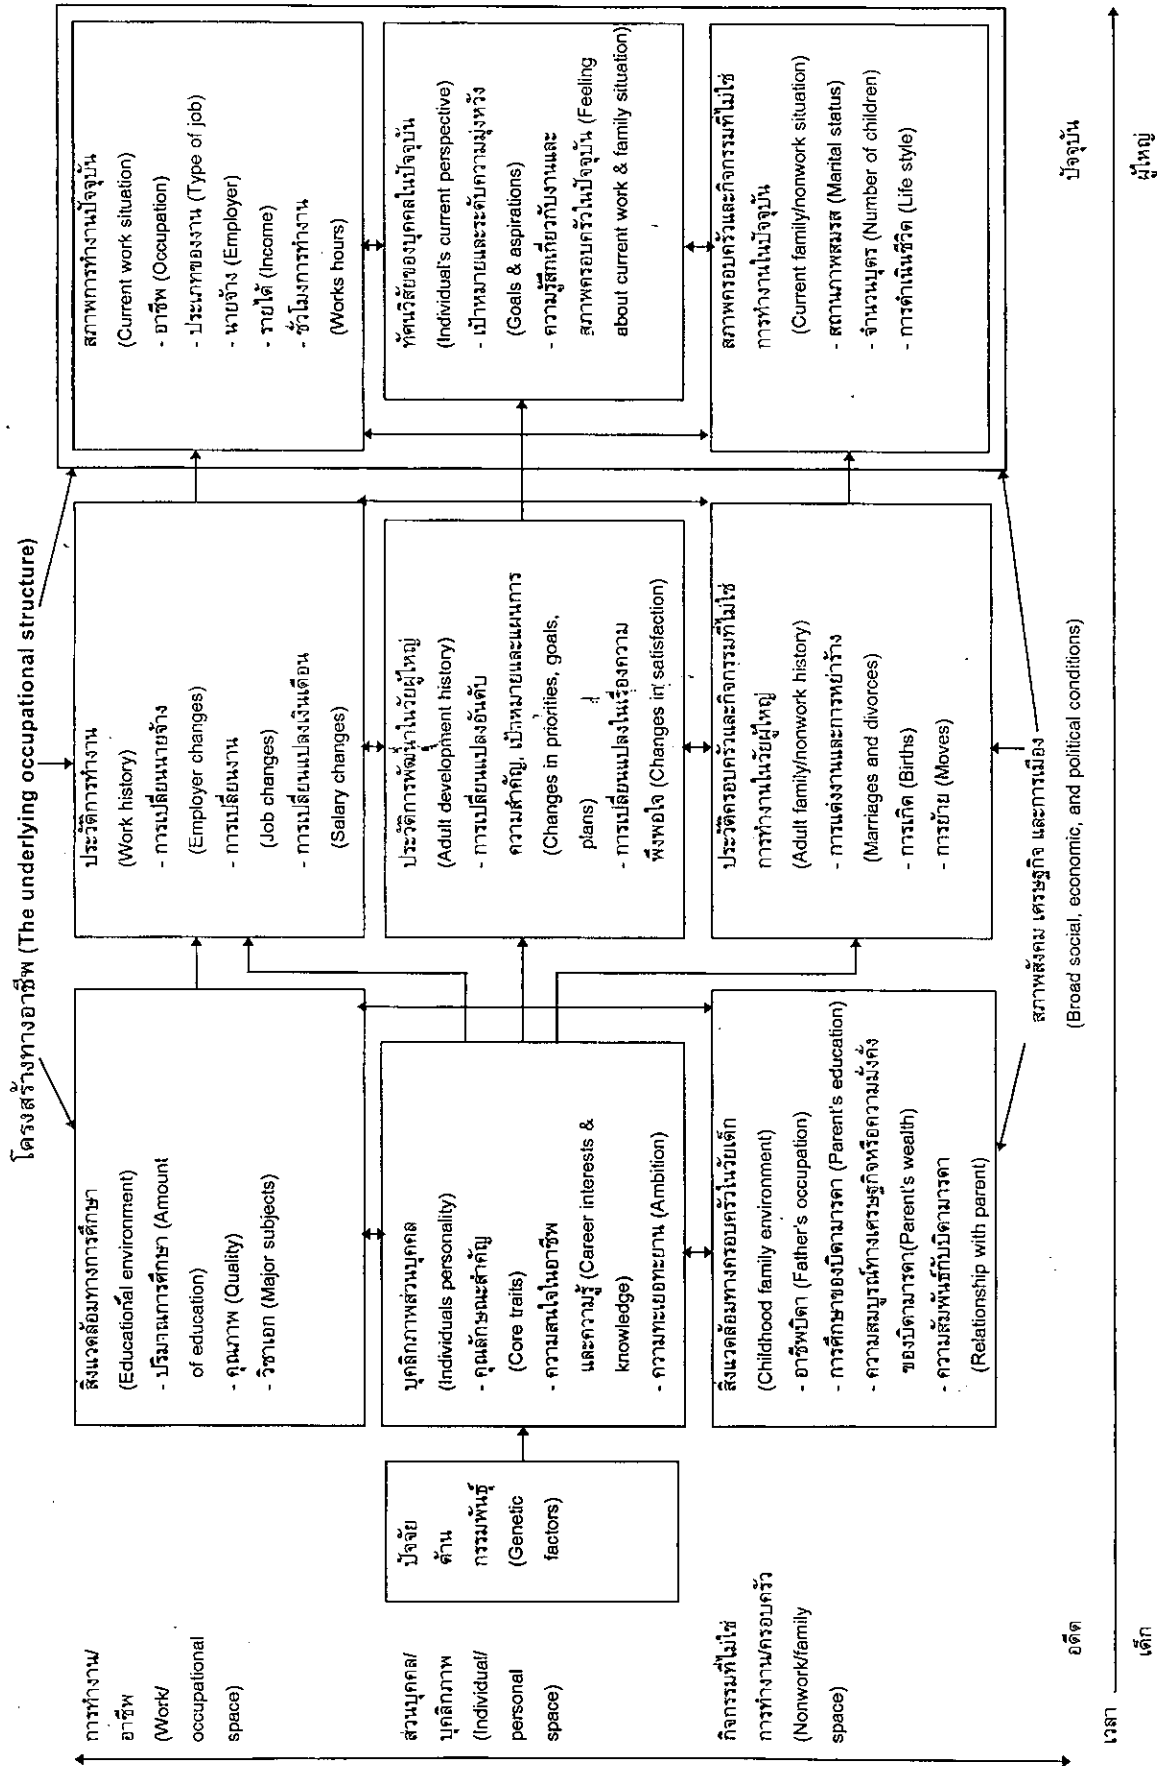 โครงสร้างทางอาชีพ (The underlying occupational structure)
การทำงาน/
อาชีพ
(Work/
occupational
space)
สิ่งแวดล้อมทางการศึกษา
(Educational environment)
- ปริมาณการศึกษา (Amount
of education)
- คุณภาพ (Quality)
- วิชาเอก (Major subjects)
ประวัติการทำงาน
(Work history)
- การเปลี่ยนนายจ้าง
(Employer changes)
- การเปลี่ยนงาน
(Job changes)
- การเปลี่ยนแปลงเงินเดือน
(Salary changes)
สภาพการทำงานปัจจุบัน
(Current work situation)
- อาชีพ (Occupation)
- ประเภทของงาน (Type of job)
- นายจ้าง (Employer)
- รายได้ (Income)
- ชั่วโมงการทำงาน
(Works hours)
ส่วนบุคคล/
บุคลิกภาพ
(Individual/
personal
space)
ปัจจัย
ด้าน
กรรมพันธุ์
(Genetic
factors)
บุคลิกภาพส่วนบุคคล
(Individuals personality)
- คุณลักษณะสำคัญ
(Core traits)
- ความสนใจในอาชีพ
และความรู้ (Career interests &
knowledge)
- ความทะเยอทะยาน (Ambition)
ประวัติการพัฒนาในวัยผู้ใหญ่
(Adult development history)
- การเปลี่ยนแปลงอันดับ
ความสำคัญ, เป้าหมายและแผนการ
(Changes in priorities, goals,
plans)
- การเปลี่ยนแปลงในเรื่องความ
พึงพอใจ (Changes in satisfaction)
ทัศนวิสัยของบุคคลในปัจจุบัน
(Individual's current perspective)
- เป้าหมายและระดับความมุ่งหวัง
(Goals & aspirations)
- ความรู้สึกเกี่ยวกับงานและ
สภาพครอบครัวในปัจจุบัน (Feeling
about current work & family situation)
กิจกรรมที่ไม่ใช่
การทำงาน/ครอบครัว
(Nonwork/family
space)
สิ่งแวดล้อมทางครอบครัวในวัยเด็ก
(Childhood family environment)
- อาชีพบิดา (Father's occupation)
- การศึกษาของบิดามารดา (Parent's education)
- ความสมบูรณ์ทางเศรษฐกิจหรือความมั่งคั่ง
ของบิดามารดา(Parent's wealth)
- ความสัมพันธ์กับบิดามารดา
(Relationship with parent)
ประวัติครอบครัวและกิจกรรมที่ไม่ใช่
การทำงานในวัยผู้ใหญ่
(Adult family/nonwork history)
- การแต่งงานและการหย่าร้าง
(Marriages and divorces)
- การเกิด (Births)
- การย้าย (Moves)
สภาพครอบครัวและกิจกรรมที่ไม่ใช่
การทำงานในปัจจุบัน
(Current family/nonwork situation)
- สถานภาพสมรส (Marital status)
- จำนวนบุตร (Number of children)
- การดำเนินชีวิต (Life style)
สภาพสังคม เศรษฐกิจ และการเมือง
(Broad social, economic, and political conditions)
อดีต
ปัจจุบัน
เวลา
เด็ก
ผู้ใหญ่